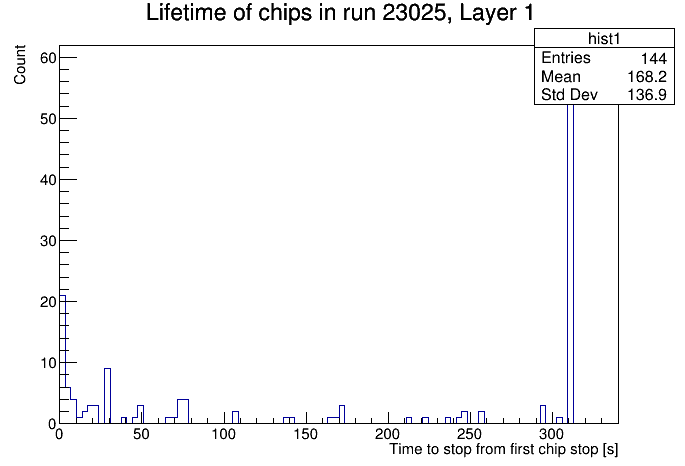 Lifetime of chips in run 23025, Layer 1
hist1
Entries 144
Mean 168.2
Std Dev 136.9
Count
60
50
40
30
20
10
0
0 50 100 150 200 250 300
Time to stop from first chip stop [s]